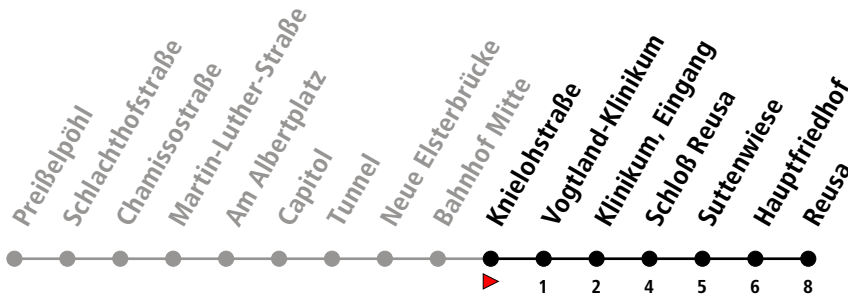 Preißelpöhl
Schlachthofstraße
Chamissostraße
Martin-Luther-Straße
Am Albertplatz
Capitol
Tunnel
Neue Elsterbrücke
Bahnhof Mitte
Knielohstraße
Vogtland-Klinikum
Klinikum, Eingang
Schloß Reusa
Suttenwiese
Hauptfriedhof
Reusa
1 2 4 5 6 8